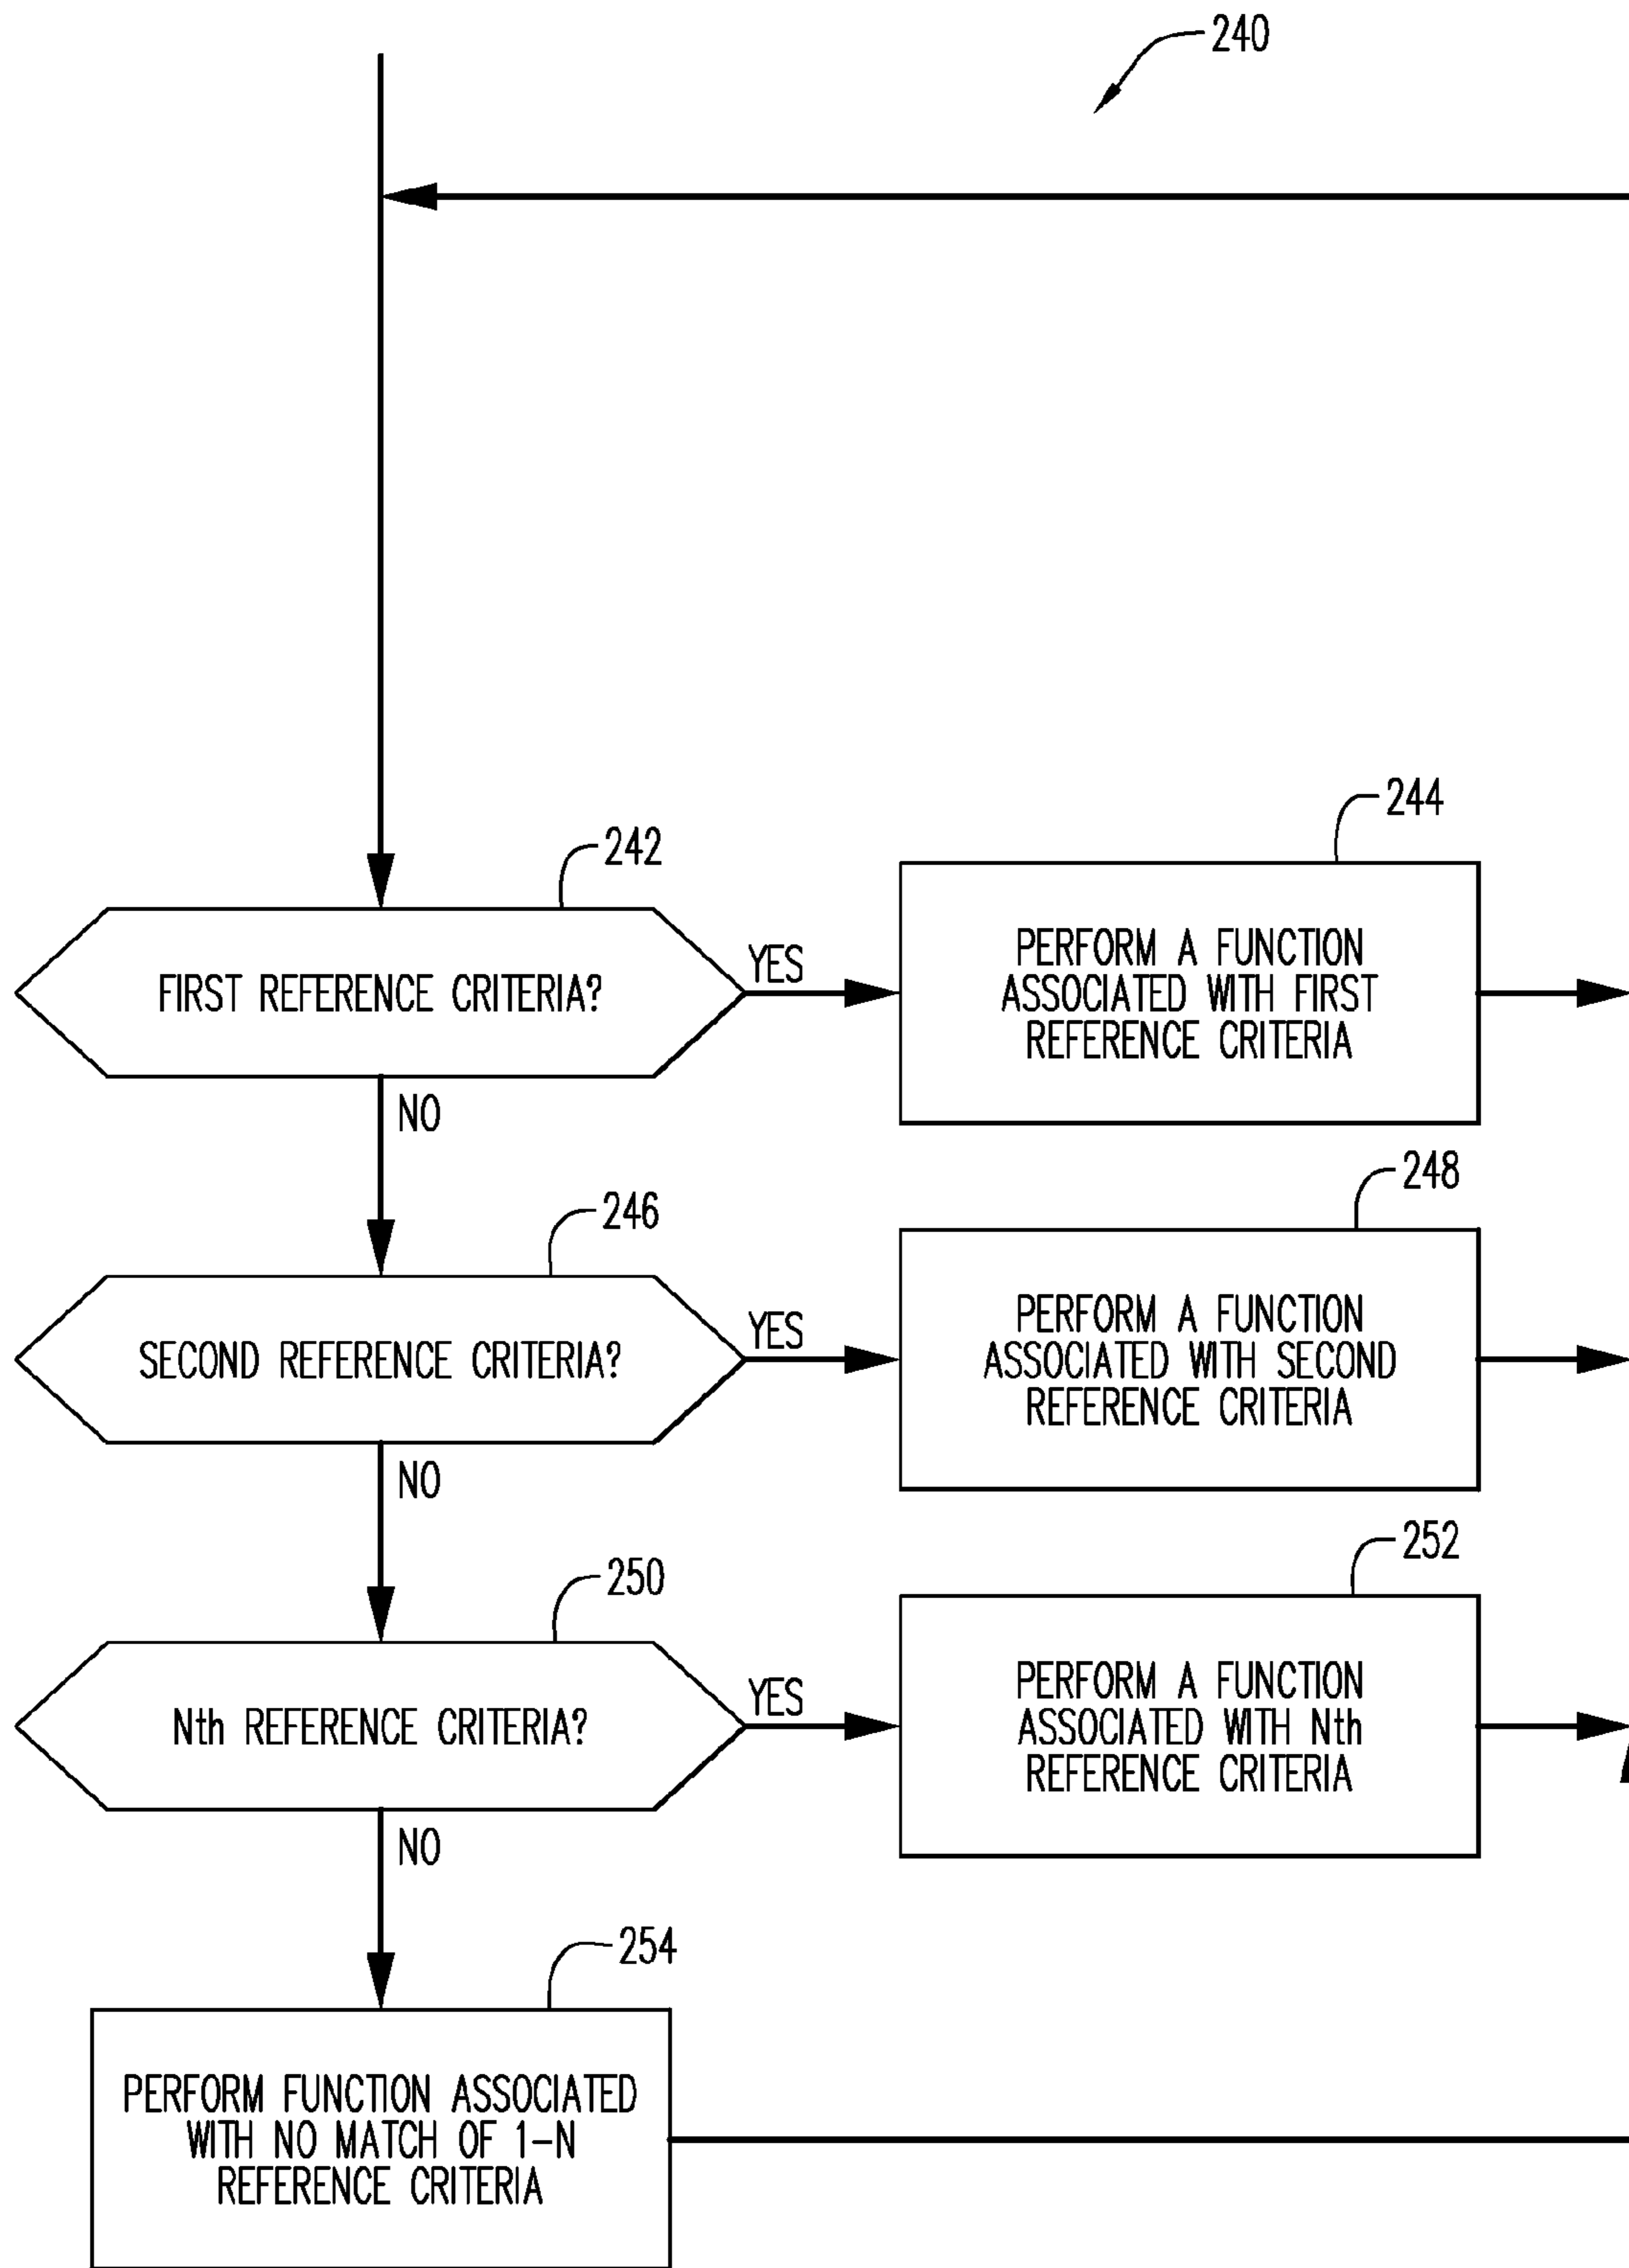 240
244
242
FIRST REFERENCE CRITERIA?
YES
PERFORM A FUNCTION
ASSOCIATED WITH FIRST
REFERENCE CRITERIA
NO
248
246
SECOND REFERENCE CRITERIA?
YES
PERFORM A FUNCTION
ASSOCIATED WITH SECOND
REFERENCE CRITERIA
NO
252
250
Nth REFERENCE CRITERIA?
YES
PERFORM A FUNCTION
ASSOCIATED WITH Nth
REFERENCE CRITERIA
NO
254
PERFORM FUNCTION ASSOCIATED
WITH NO MATCH OF 1-N
REFERENCE CRITERIA